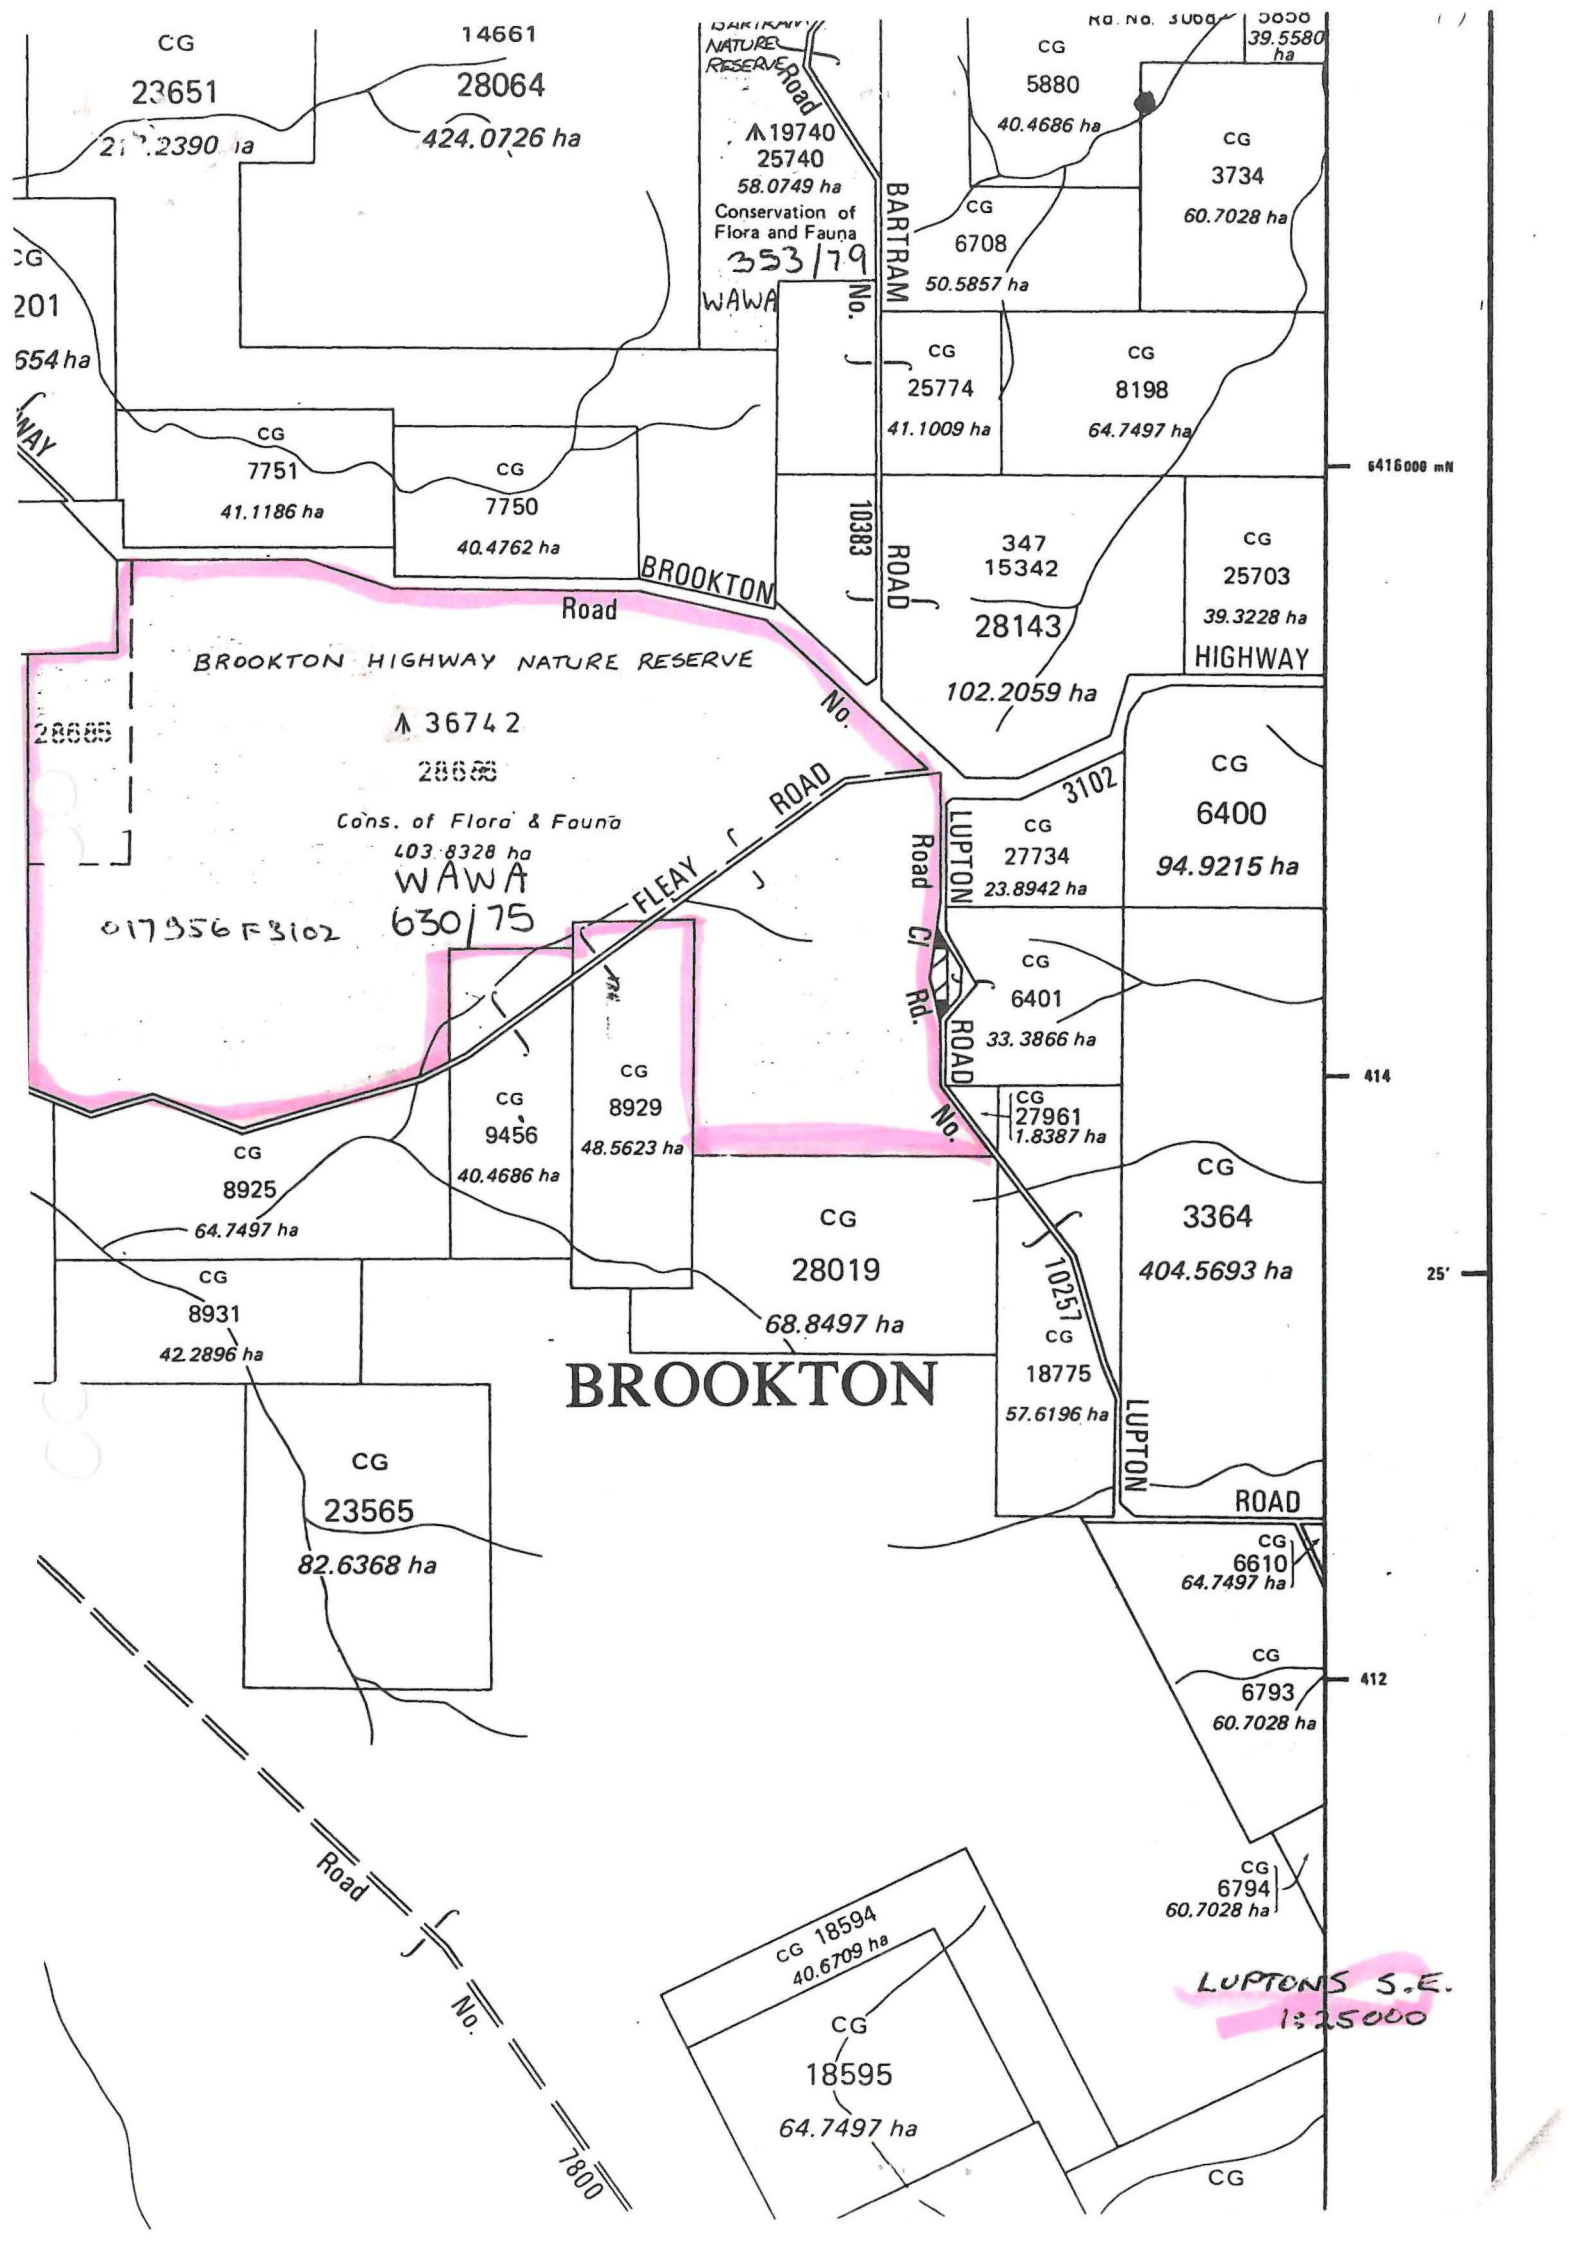 CG
23651
14661
28064
424.0726 ha
NATURE
RESERVE
Road
19740
25740
58.0749 ha
Conservation of
Flora and Fauna
353/79
WAWA
BARTRAM
No.
10383
ROAD
Rd. No.
5858
39.5580
ha
CG
5880
40.4686 ha
CG
3734
60.7028 ha
CG
6708
50.5857 ha
CG
201
654 ha
WAY
CG
25774
41.1009 ha
CG
8198
64.7497 ha
6416000 mN
CG
7751
41.1186 ha
CG
7750
40.4762 ha
BROOKTON
Road
347
15342
28143
102.2059 ha
CG
25703
39.3228 ha
HIGHWAY
BROOKTON HIGHWAY NATURE RESERVE
36742
Cons. of Flora & Fauna
403.8328 ha
WAWA
630/75
017956F3102
No.
3102
FLEAY ROAD
CG
6400
94.9215 ha
LUPTON
Road
CG
27734
23.8942 ha
Cl
Rd.
ROAD
CG
6401
33.3866 ha
No.
CG
27961
1.8387 ha
414
CG
8929
48.5623 ha
CG
9456
40.4686 ha
CG
8925
64.7497 ha
CG
3364
404.5693 ha
CG
28019
68.8497 ha
25'
10257
CG
8931
42.2896 ha
BROOKTON
CG
18775
57.6196 ha
LUPTON
ROAD
CG
23565
82.6368 ha
CG
6610
64.7497 ha
CG
6793
60.7028 ha
412
Road
No.
7800
CG
6794
60.7028 ha
CG 18594
40.6709 ha
CG
18595
64.7497 ha
LUPTONS S.E.
1:25000
CG